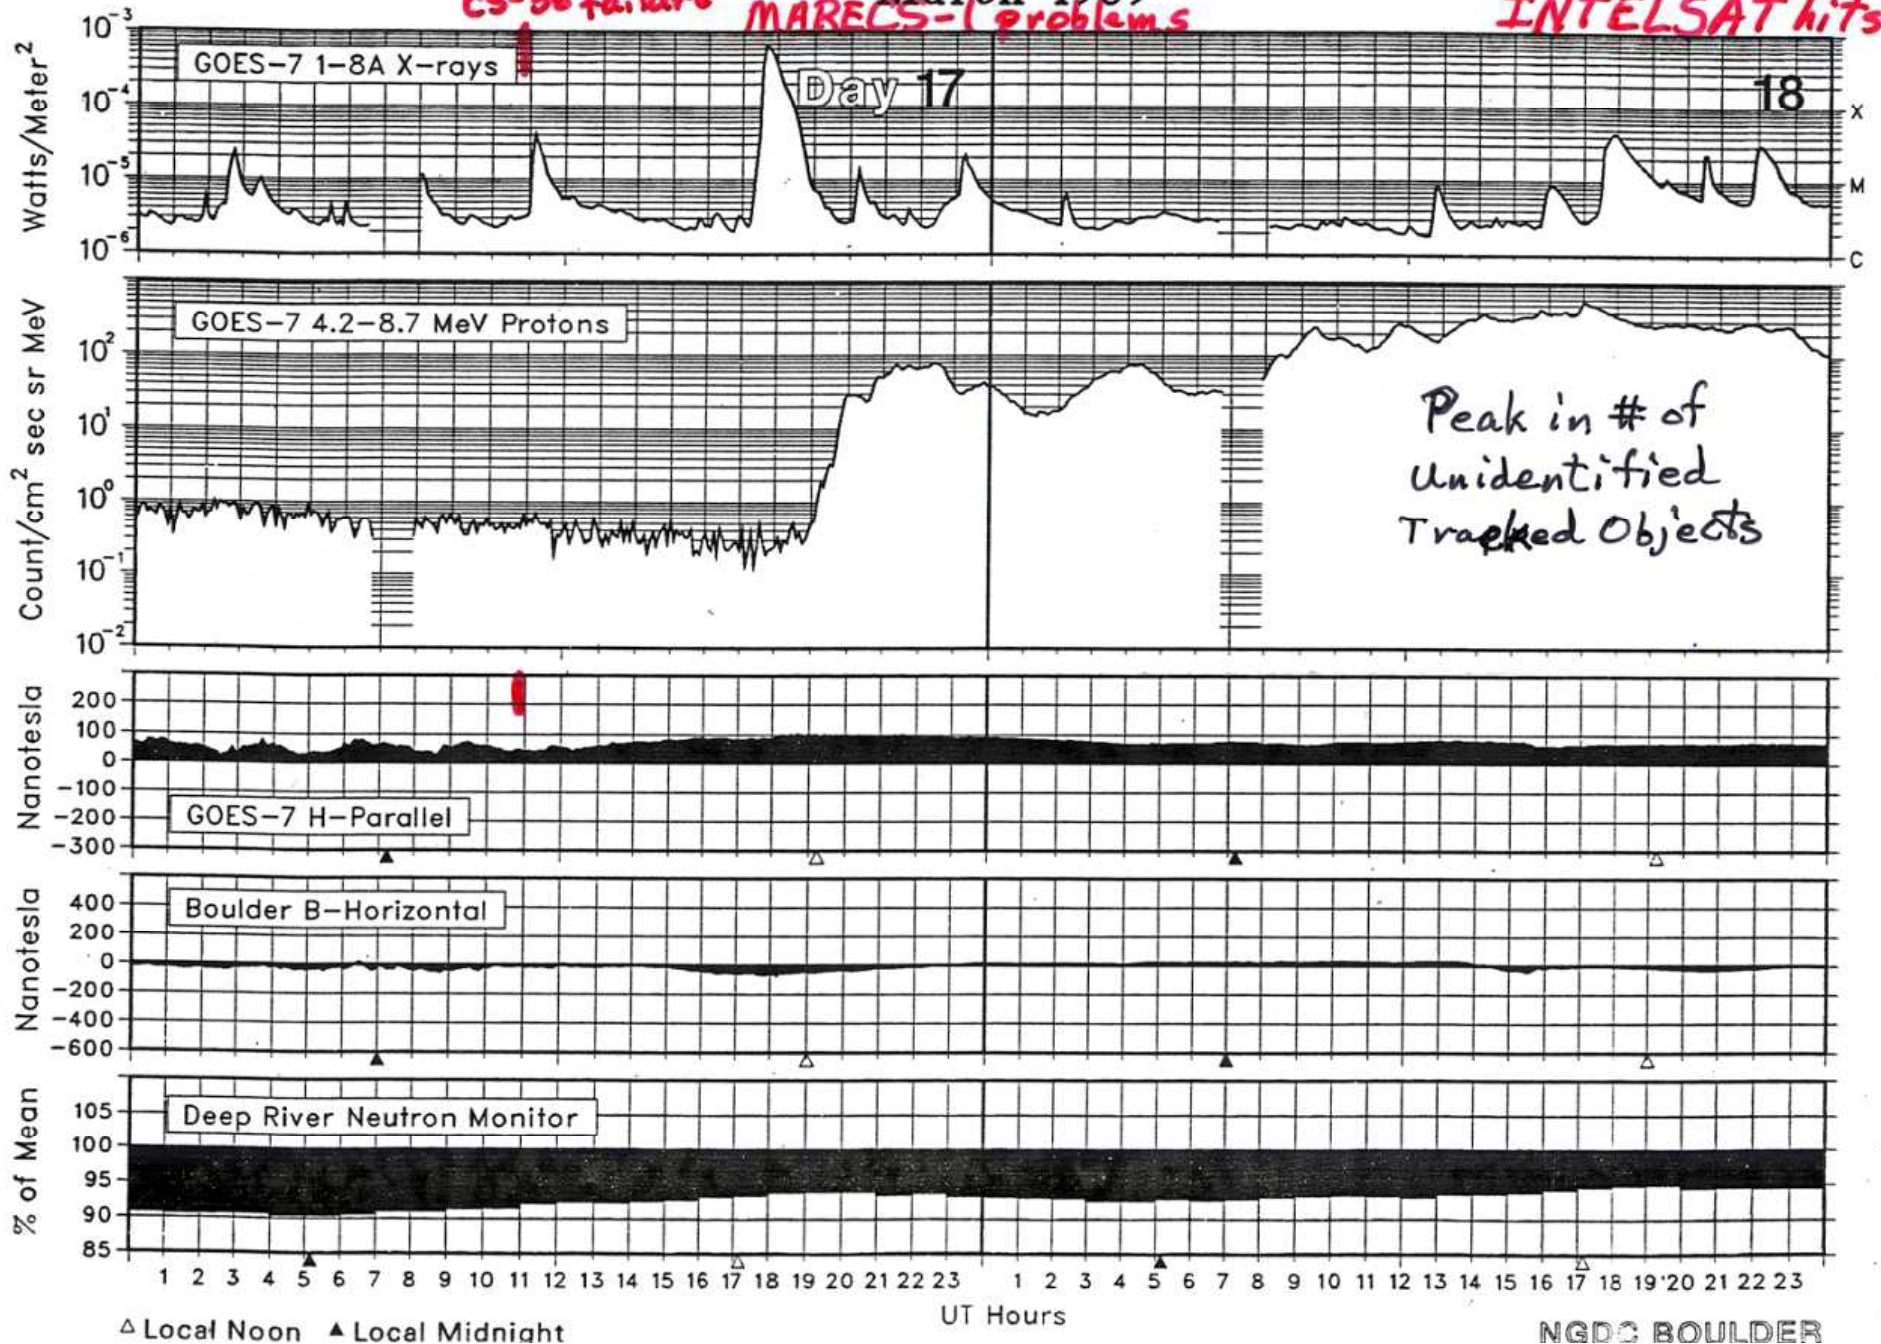 CS-3b failure
March 1989
MARECS-1 problems
INTELSAT hits
GOES-7 1-8A X-rays
Day 17
18
Watts/Meter²
10⁻³
10⁻⁴
10⁻⁵
10⁻⁶
X
M
C
GOES-7 4.2-8.7 MeV Protons
Count/cm² sec sr MeV
10²
10¹
10⁰
10⁻¹
10⁻²
Peak in # of
Unidentified
Tracked Objects
Nanotesla
200
100
0
-100
-200
-300
GOES-7 H-Parallel
Nanotesla
400
200
0
-200
-400
-600
Boulder B-Horizontal
% of Mean
105
100
95
90
85
Deep River Neutron Monitor
1 2 3 4 5 6 7 8 9 10 11 12 13 14 15 16 17 18 19 20 21 22 23 1 2 3 4 5 6 7 8 9 10 11 12 13 14 15 16 17 18 19 20 21 22 23
UT Hours
△ Local Noon ▲ Local Midnight
NGDC BOULDER